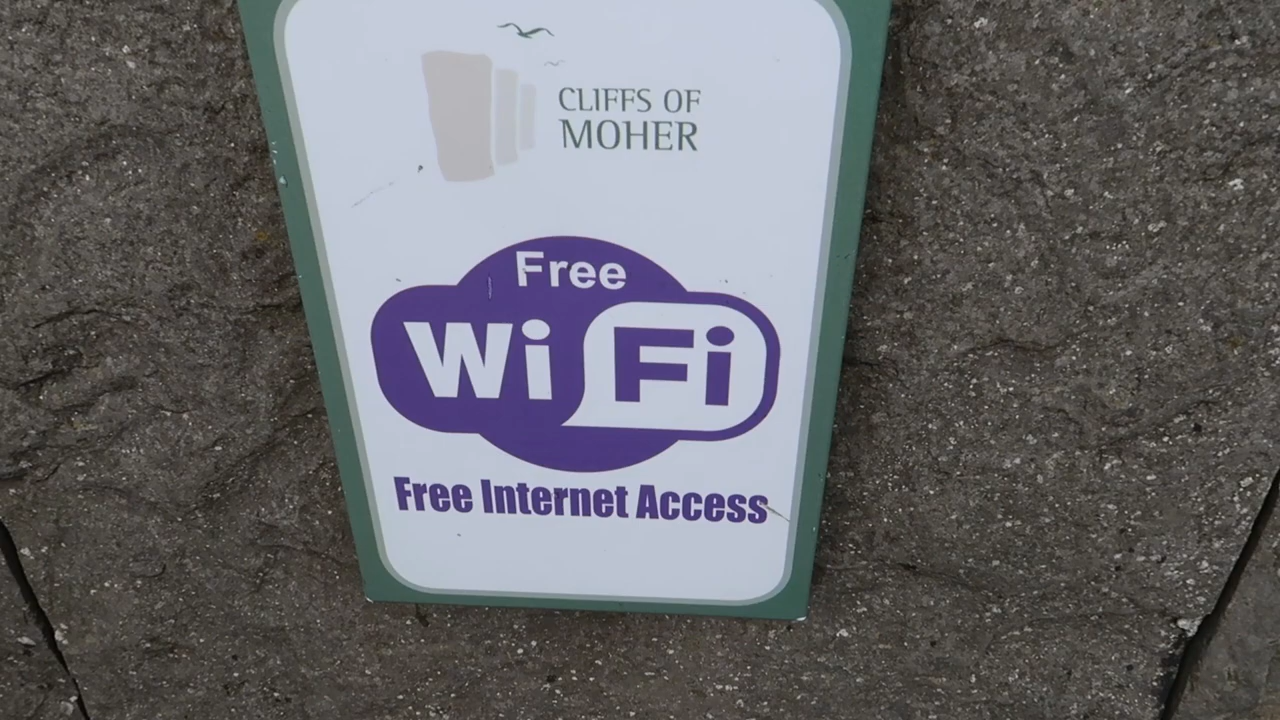 CLIFFS OF
MOHER
Free
WiFi
Free Internet Access